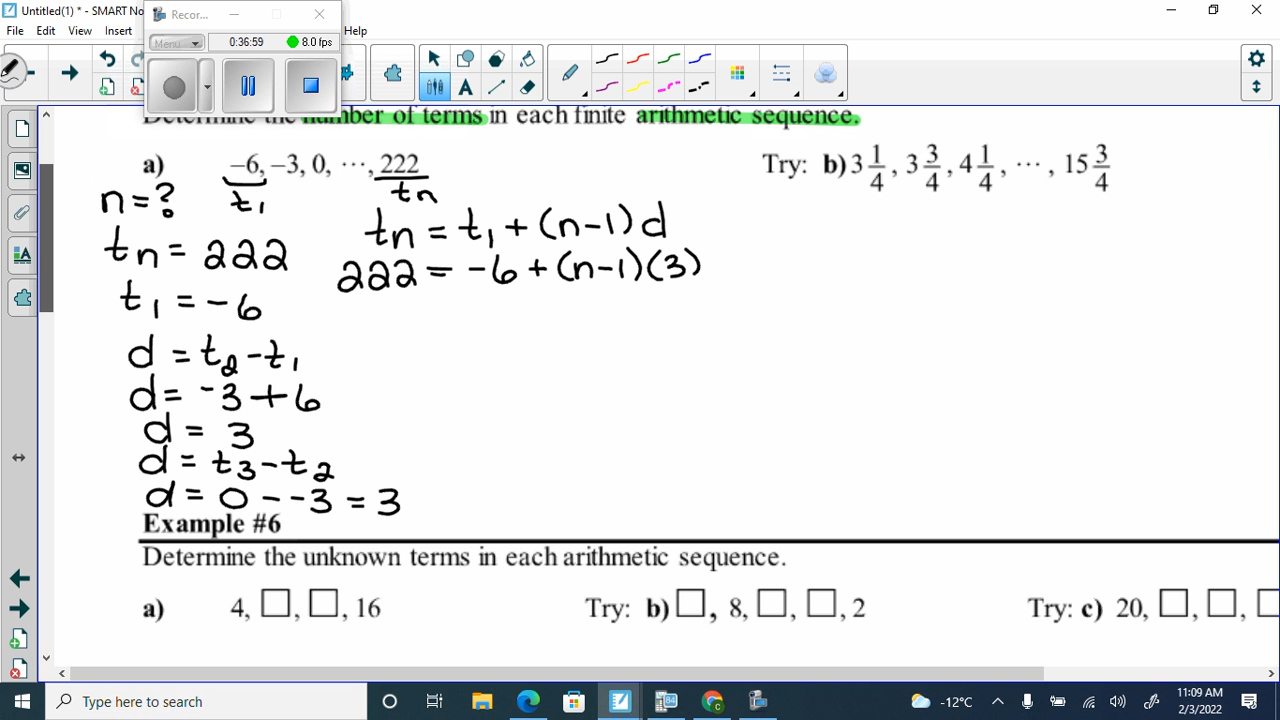 Untitled(1) * - SMART No
Recor...
File Edit View Insert
Help
Menu
0:36:59
8.0 fps
Determine the number of terms in each finite arithmetic sequence.
a) −6, −3, 0, ⋯, 222
Try: b) 3 1/4, 3 3/4, 4 1/4, ⋯, 15 3/4
n = ?
t1
tn
tn = t1 + (n-1)d
tn = 222
222 = -6 + (n-1)(3)
t1 = -6
d = t2 - t1
d = -3 + 6
d = 3
d = t3 - t2
d = 0 - -3 = 3
Example #6
Determine the unknown terms in each arithmetic sequence.
a) 4, □, □, 16
Try: b) □, 8, □, □, 2
Try: c) 20, □, □, □
Type here to search
-12°C
11:09 AM
2/3/2022